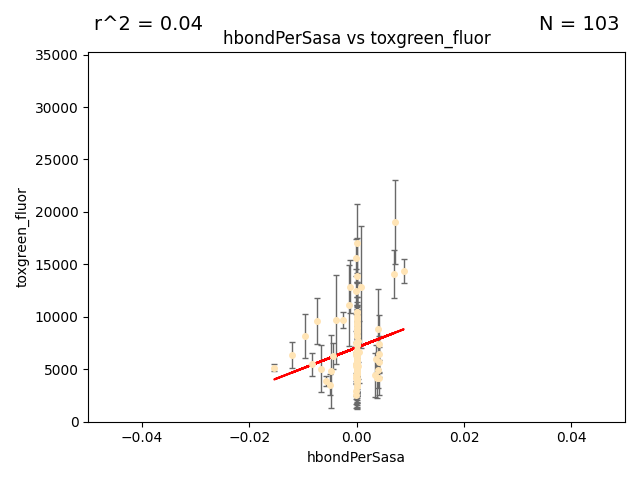 r^2 = 0.04
N = 103
hbondPerSasa vs toxgreen_fluor
35000
30000
25000
20000
15000
10000
5000
0
toxgreen_fluor
−0.04
−0.02
0.00
0.02
0.04
hbondPerSasa